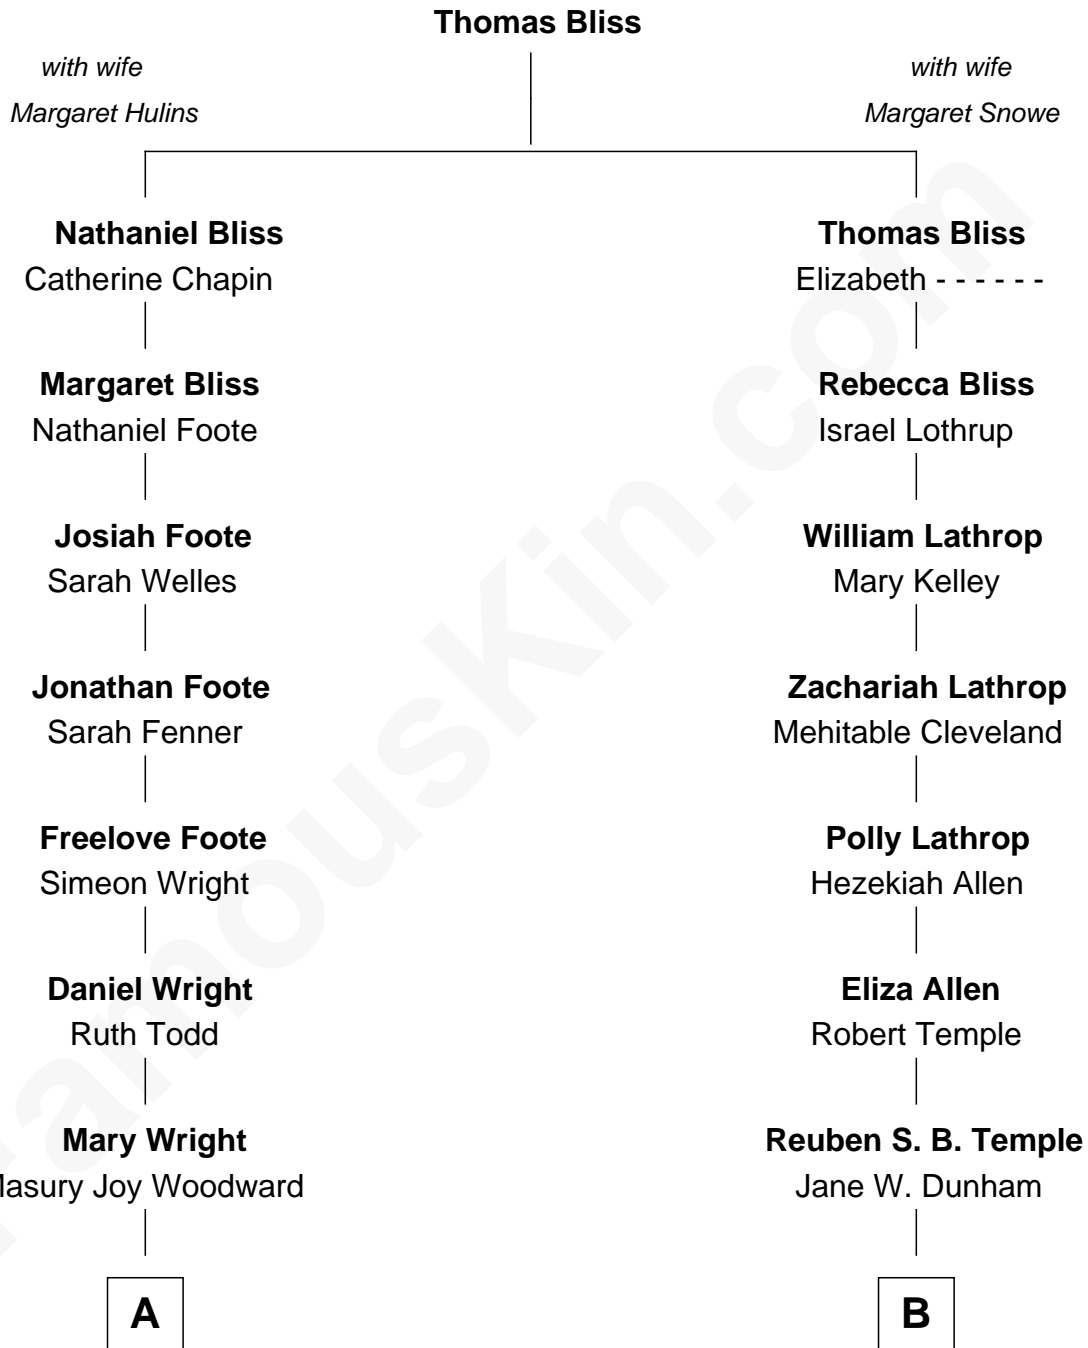 Thomas Bliss
with wife
Margaret Hulins
with wife
Margaret Snowe
Nathaniel Bliss
Catherine Chapin
Thomas Bliss
Elizabeth - - - - - -
Margaret Bliss
Nathaniel Foote
Rebecca Bliss
Israel Lothrup
Josiah Foote
Sarah Welles
William Lathrop
Mary Kelley
Jonathan Foote
Sarah Fenner
Zachariah Lathrop
Mehitable Cleveland
Freelove Foote
Simeon Wright
Polly Lathrop
Hezekiah Allen
Daniel Wright
Ruth Todd
Eliza Allen
Robert Temple
Mary Wright
Masury Joy Woodward
Reuben S. B. Temple
Jane W. Dunham
A
B
FamousKin.com